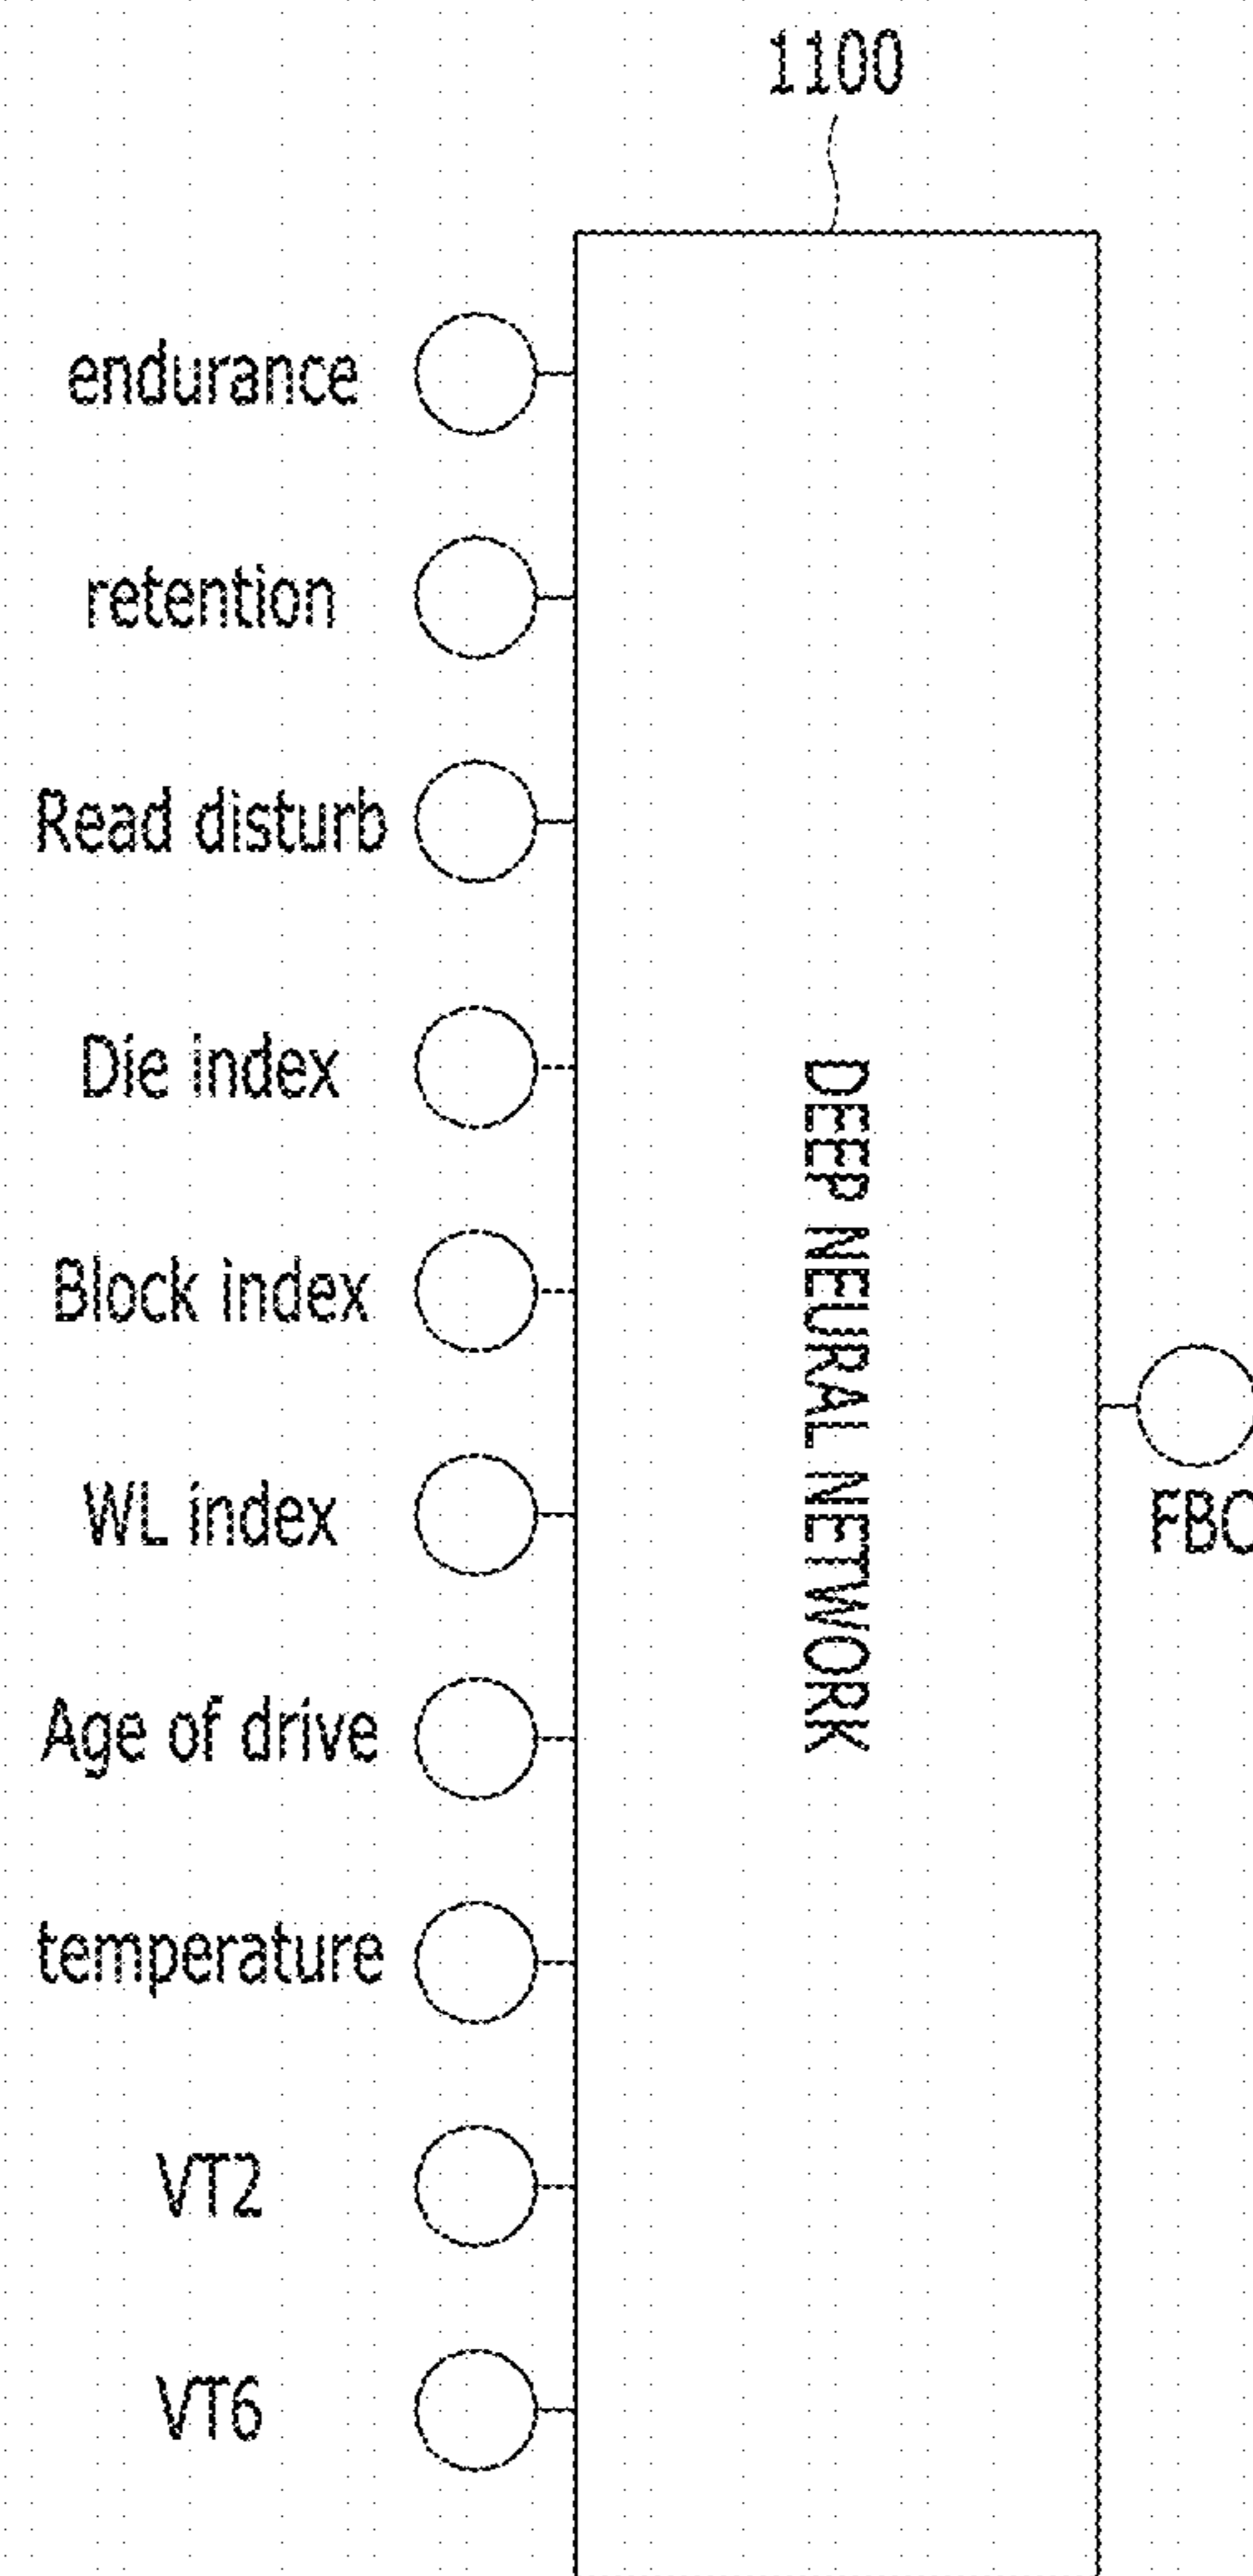 1100
endurance
retention
Read disturb
Die index
Block index
DEEP NEURAL NETWORK
FBC
WL index
Age of drive
temperature
VT2
VT6